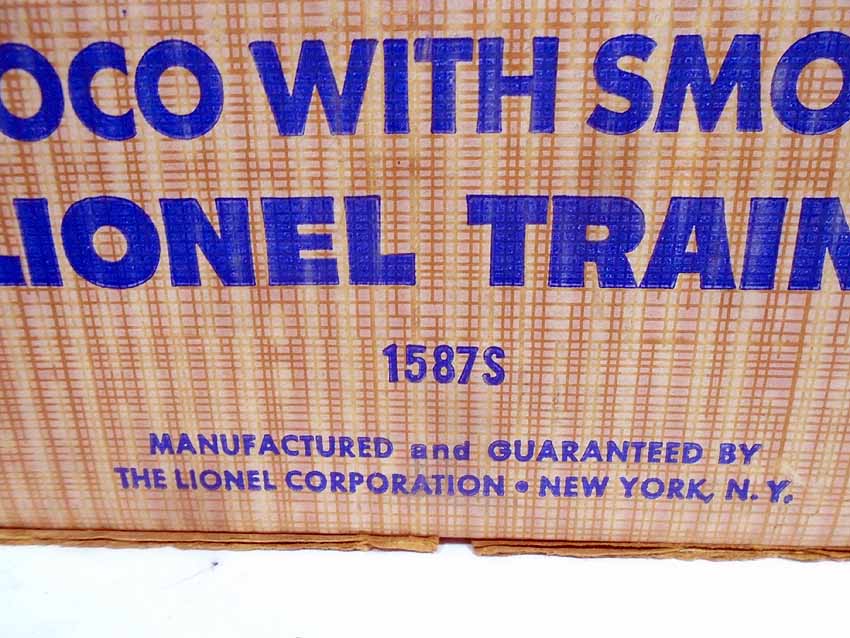 OCO WITH SMO
LIONEL TRAIN
1587S
MANUFACTURED and GUARANTEED BY
THE LIONEL CORPORATION • NEW YORK, N. Y.